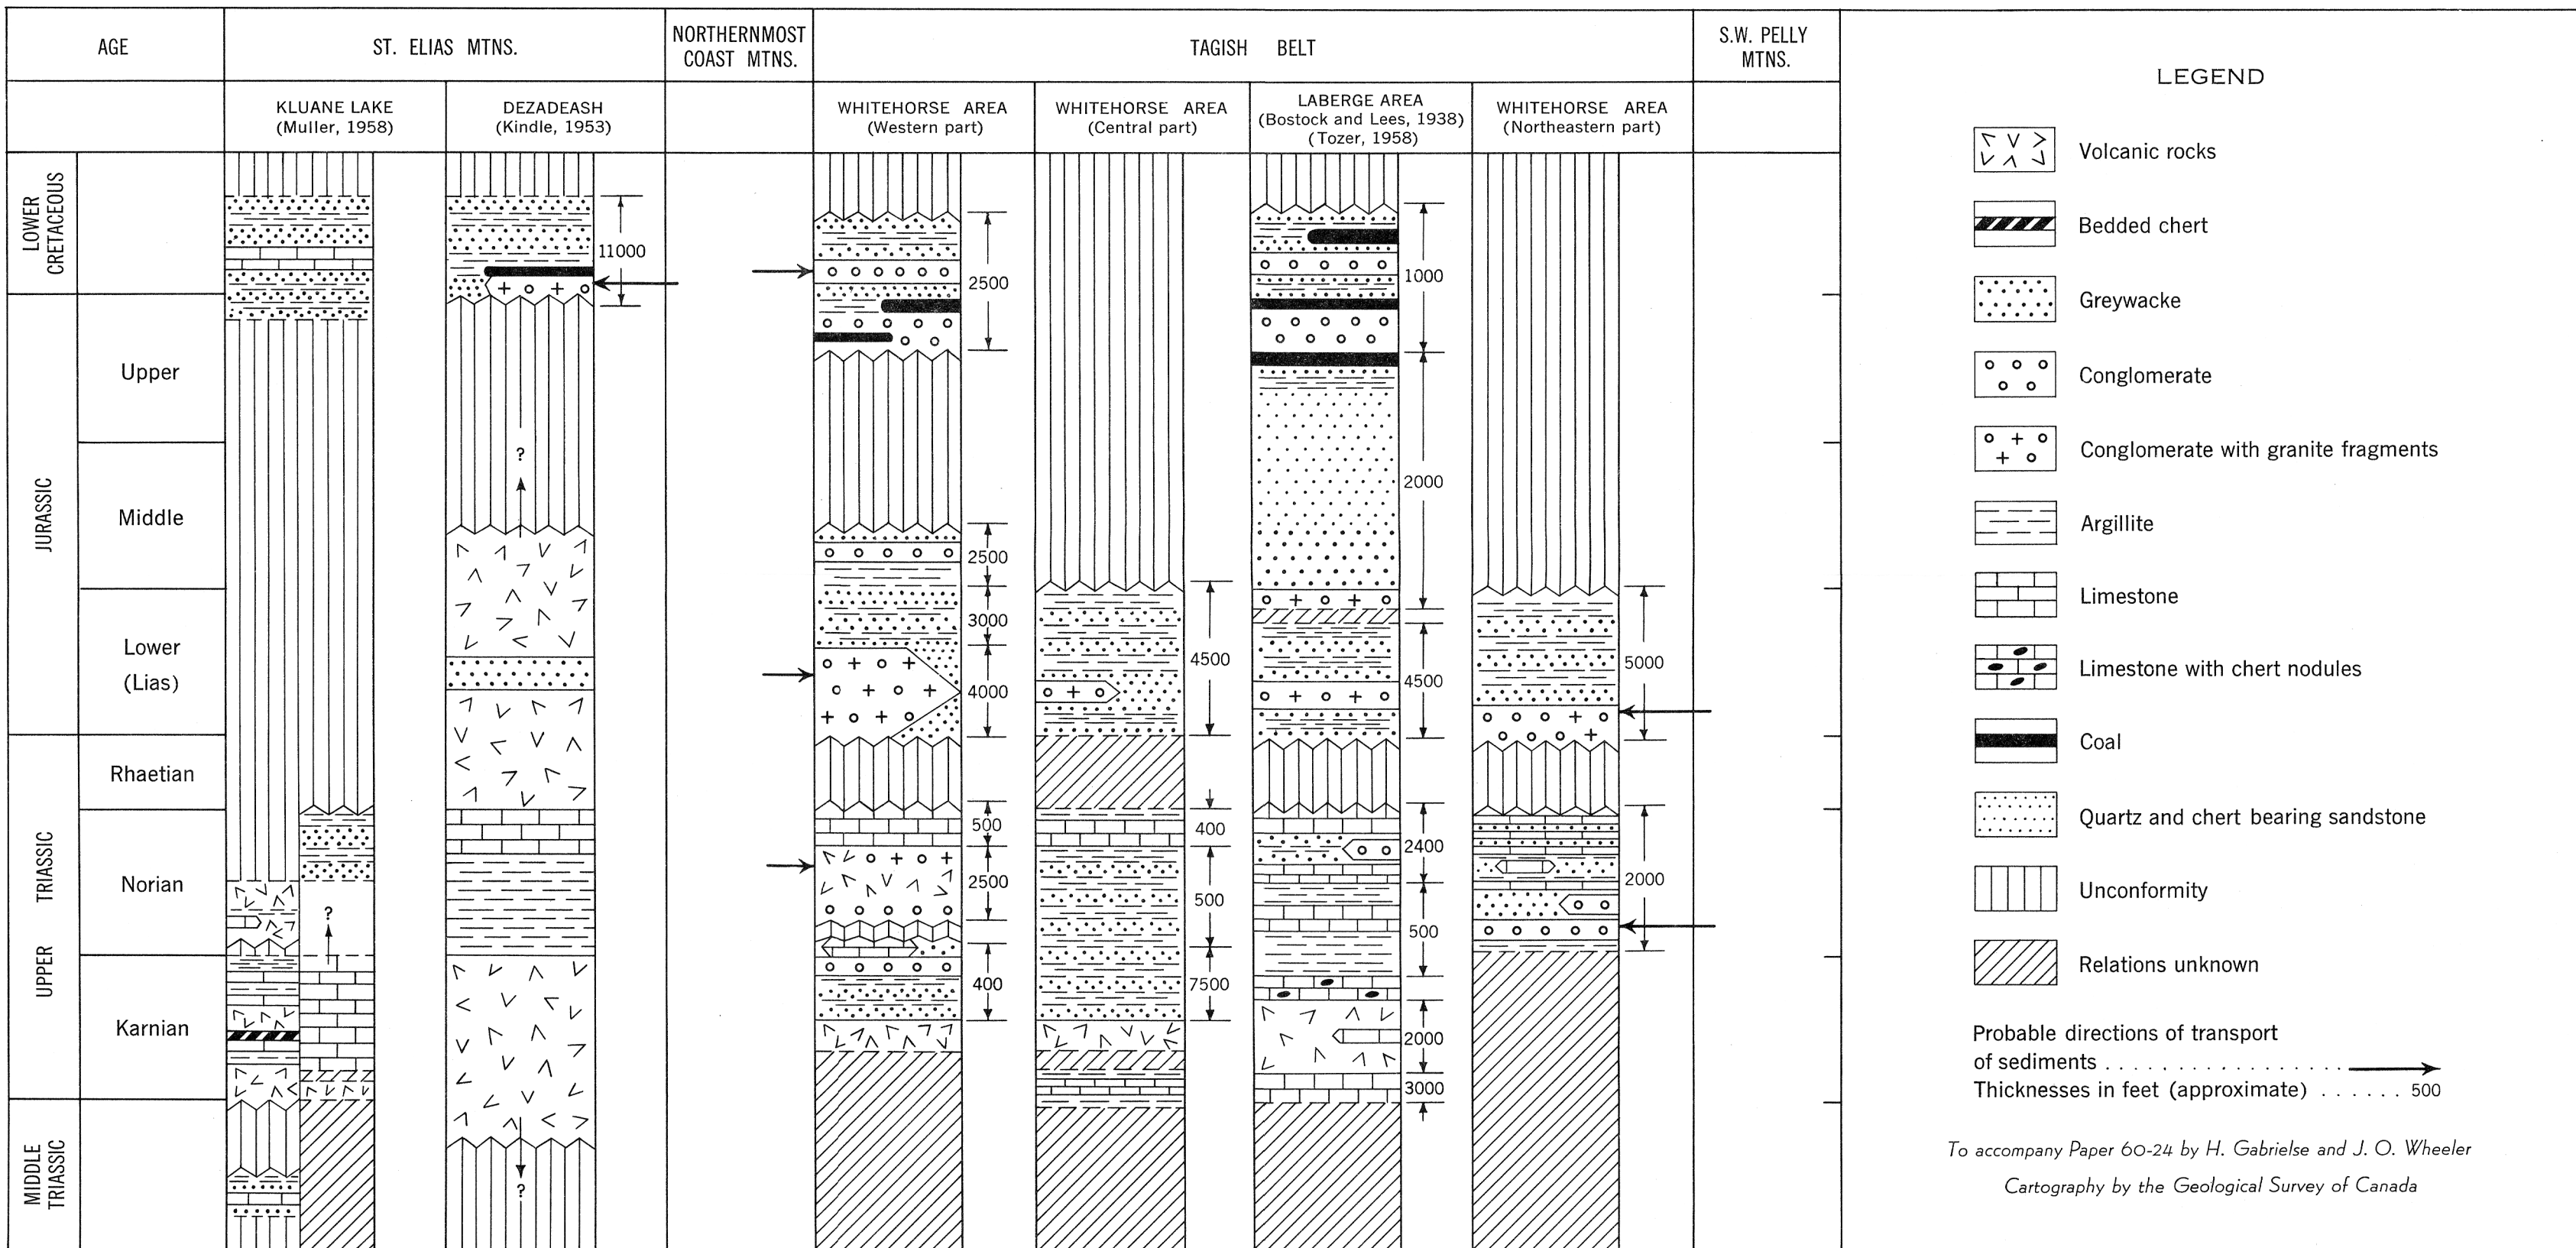 AGE
ST. ELIAS MTNS.
NORTHERNMOST
COAST MTNS.
TAGISH BELT
S.W. PELLY
MTNS.
KLUANE LAKE
(Muller, 1958)
DEZADEASH
(Kindle, 1953)
WHITEHORSE AREA
(Western part)
WHITEHORSE AREA
(Central part)
LABERGE AREA
(Bostock and Lees, 1938)
(Tozer, 1958)
WHITEHORSE AREA
(Northeastern part)
LOWER
CRETACEOUS
JURASSIC
Upper
Middle
Lower
(Lias)
UPPER TRIASSIC
Rhaetian
Norian
Karnian
MIDDLE
TRIASSIC
?
11000
?
?
2500
2500
3000
4000
500
2500
400
4500
400
500
7500
1000
2000
4500
2400
500
2000
3000
5000
2000
LEGEND
Volcanic rocks
Bedded chert
Greywacke
Conglomerate
Conglomerate with granite fragments
Argillite
Limestone
Limestone with chert nodules
Coal
Quartz and chert bearing sandstone
Unconformity
Relations unknown
Probable directions of transport
of sediments . . . . . . . . . . . . . . . . .
Thicknesses in feet (approximate) . . . . . . 500
To accompany Paper 60-24 by H. Gabrielse and J. O. Wheeler
Cartography by the Geological Survey of Canada